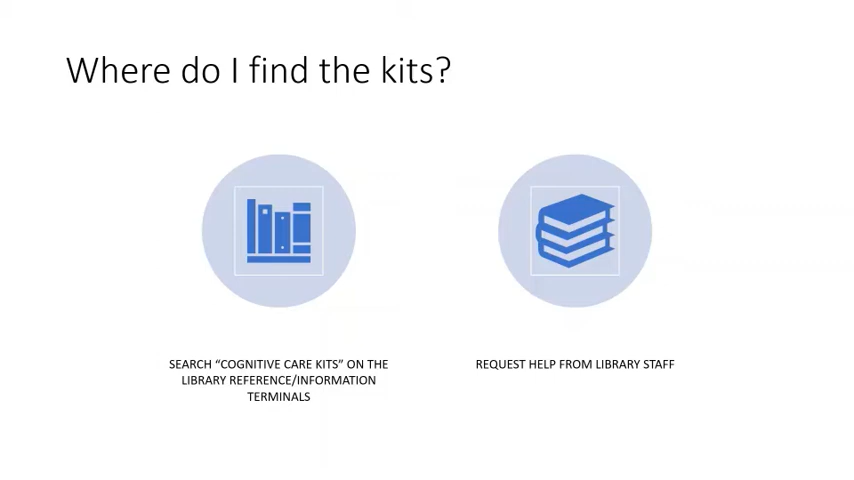 Where do I find the kits?
SEARCH “COGNITIVE CARE KITS” ON THE
LIBRARY REFERENCE/INFORMATION
TERMINALS
REQUEST HELP FROM LIBRARY STAFF